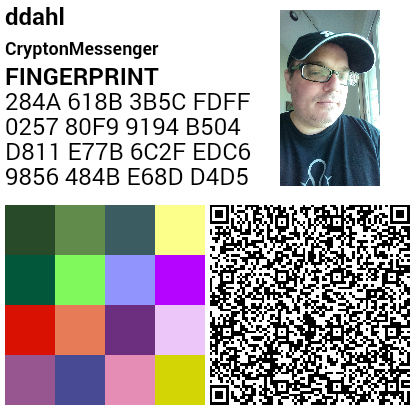 ddahl
CryptonMessenger
FINGERPRINT
284A 618B 3B5C FDFF
0257 80F9 9194 B504
D811 E77B 6C2F EDC6
9856 484B E68D D4D5